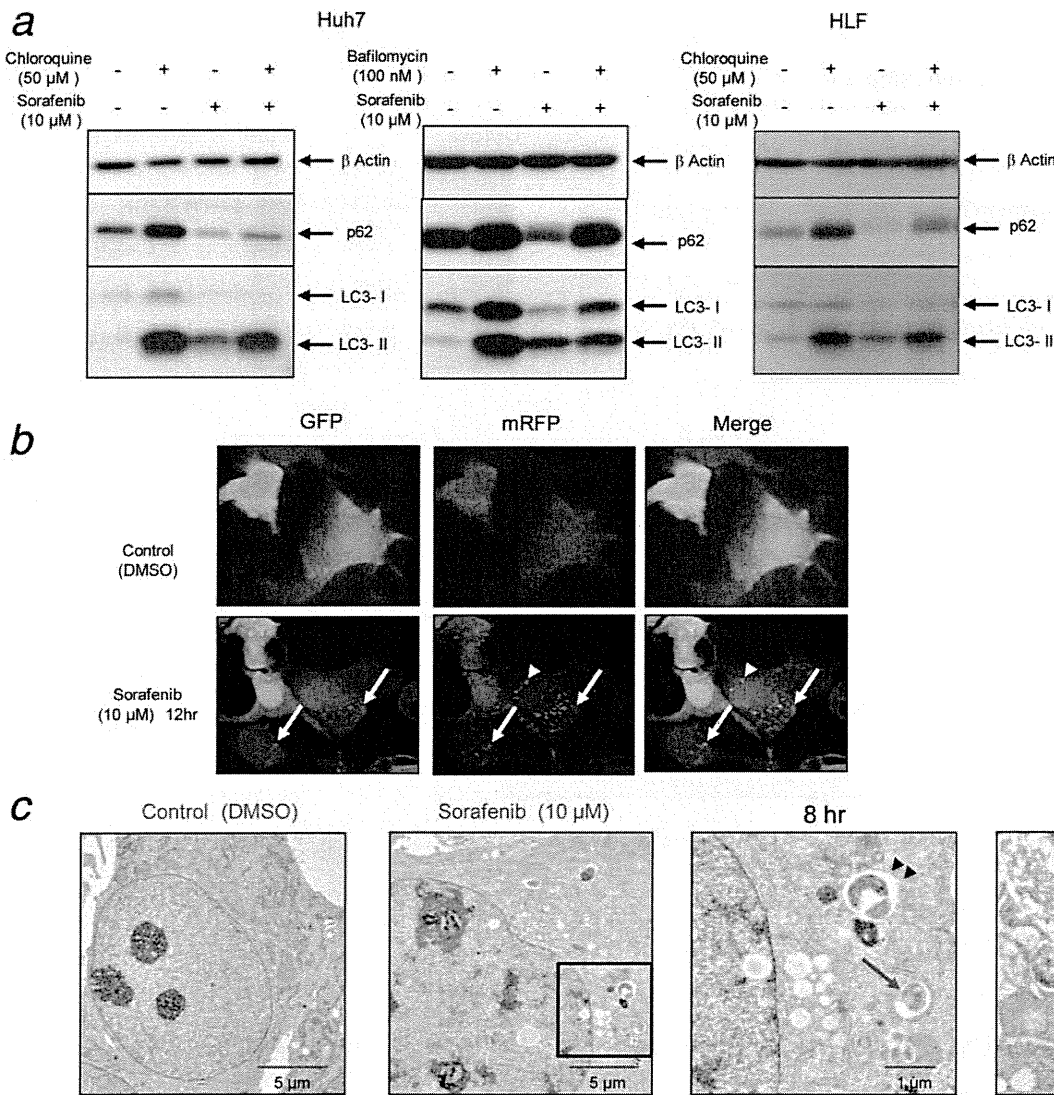 a
Huh7
HLF
Chloroquine
(50 µM )
- + - +
Sorafenib
(10 µM )
- - + +
β Actin
p62
LC3- I
LC3- II
Bafilomycin
(100 nM )
- + - +
Sorafenib
(10 µM )
- - + +
β Actin
p62
LC3- I
LC3- II
Chloroquine
(50 µM )
- + - +
Sorafenib
(10 µM )
- - + +
β Actin
p62
LC3- I
LC3- II
b
GFP
mRFP
Merge
Control
(DMSO)
Sorafenib
(10 µM) 12hr
c
Control (DMSO)
Sorafenib (10 µM)
8 hr
5 µm
5 µm
1 µm